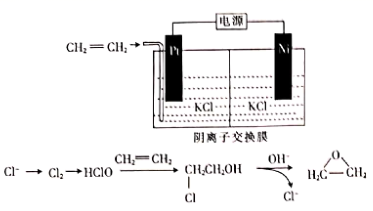 电源
CH₂=CH₂→ Pt Ni
KCl KCl
阴离子交换膜
Cl⁻ → Cl₂ → HClO CH₂=CH₂ → CH₂CH₂OH OH⁻ → H₂C CH₂ O
Cl Cl⁻